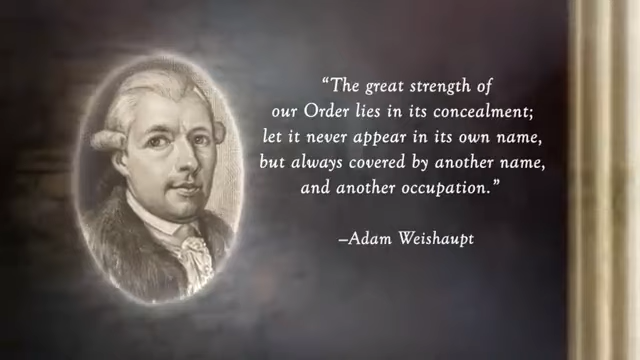 “The great strength of
our Order lies in its concealment;
let it never appear in its own name,
but always covered by another name,
and another occupation.”
–Adam Weishaupt